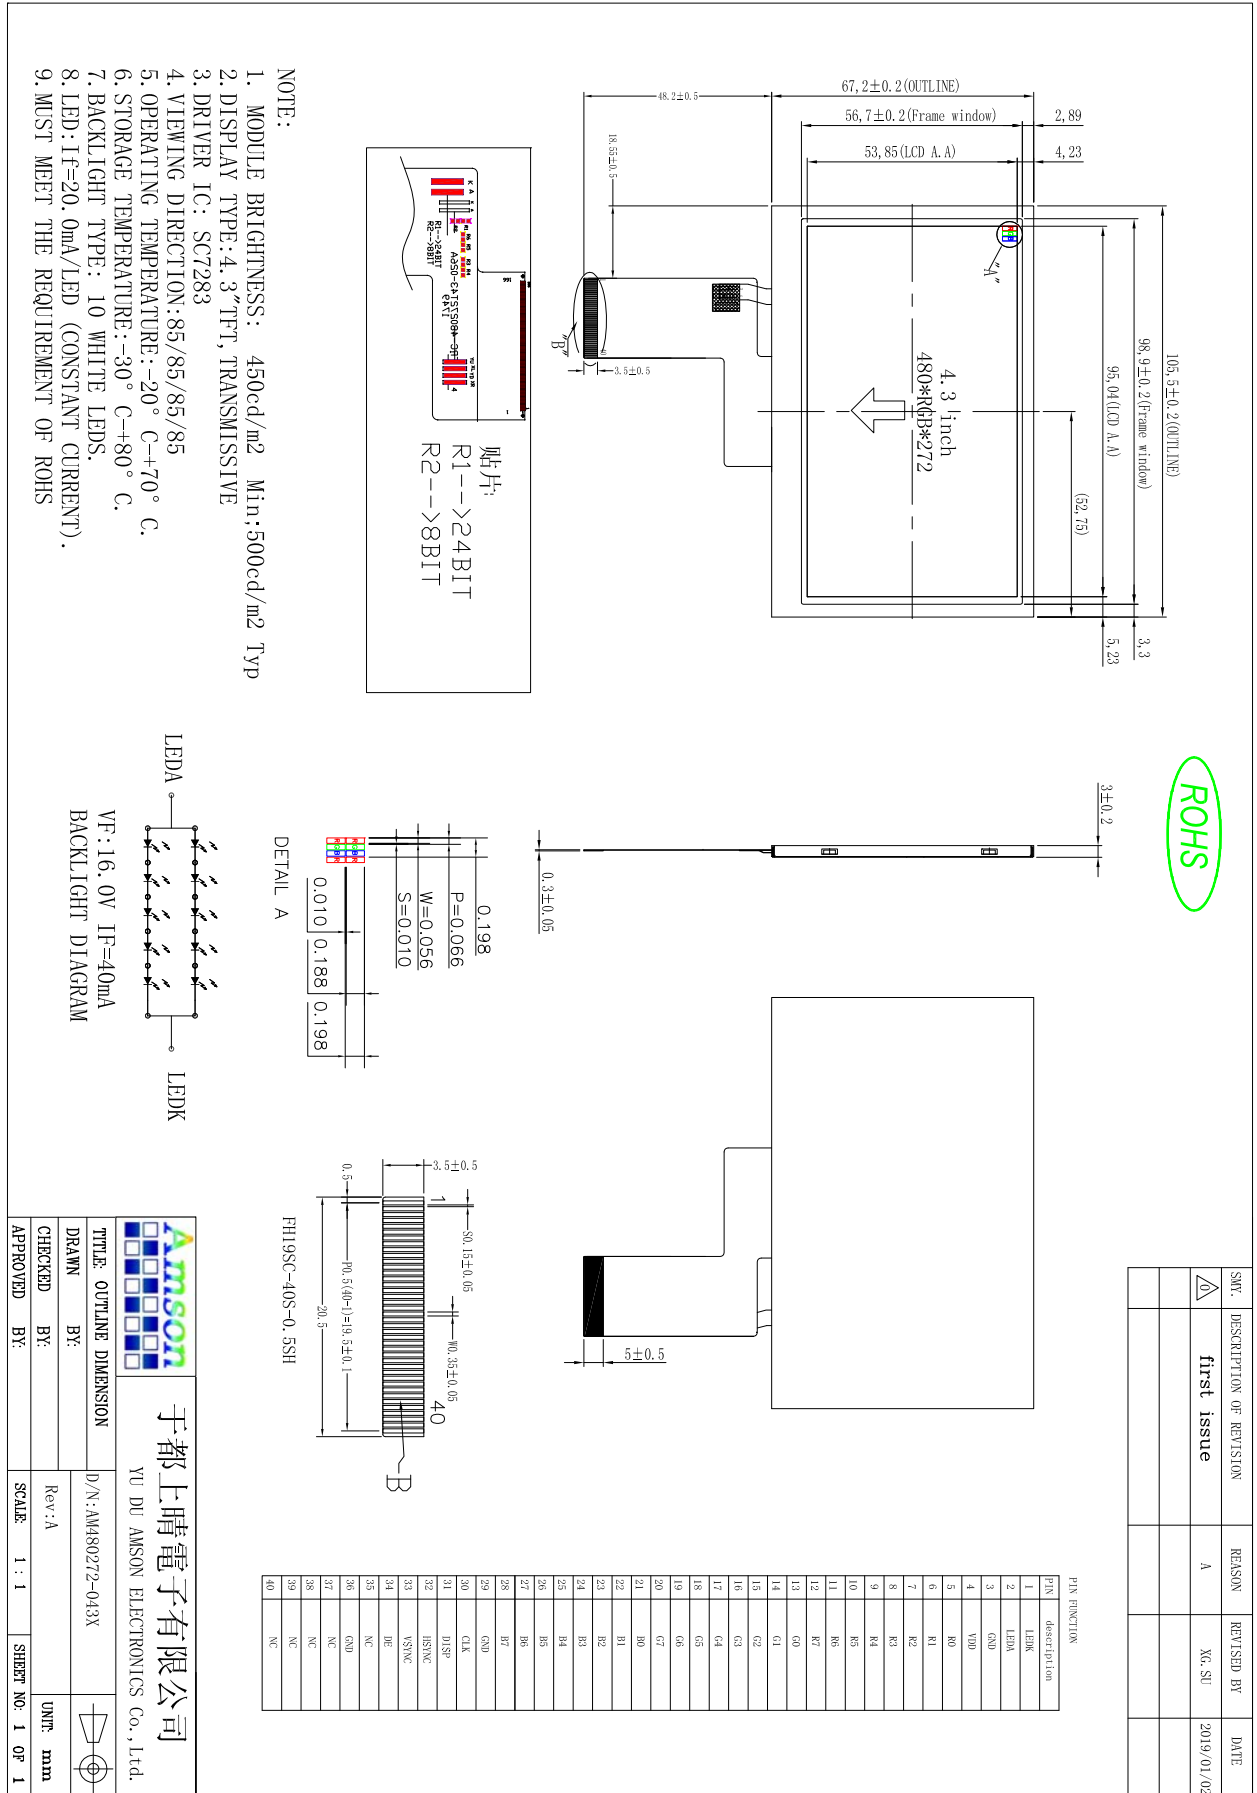 SMY.
DESCRIPTION OF REVISION
REASON
REVISED BY
DATE
0
first issue
A
XG.SU
2019/01/02
ROHS
105,5±0.2(OUTLINE)
98,9±0.2(Frame window)
95,04(LCD A.A)
(52,75)
3,3
5,23
67,2±0.2(OUTLINE)
56,7±0.2(Frame window)
53,85(LCD A.A)
2,89
4,23
48.2±0.5
18.55±0.5
3.5±0.5
"A"
"B"
4.3 inch
480*RGB*272
3±0.2
0.3±0.05
5±0.5
PIN FUNCTION
PIN description
1 LEDK
2 LEDA
3 GND
4 VDD
5 R0
6 R1
7 R2
8 R3
9 R4
10 R5
11 R6
12 R7
13 G0
14 G1
15 G2
16 G3
17 G4
18 G5
19 G6
20 G7
21 B0
22 B1
23 B2
24 B3
25 B4
26 B5
27 B6
28 B7
29 GND
30 CLK
31 DISP
32 HSYNC
33 VSYNC
34 DE
35 NC
36 GND
37 NC
38 NC
39 NC
40 NC
K A
R1-->24BIT
R2-->8BIT
1
贴片:
R1-->24BIT
R2-->8BIT
0.198
P=0.066
W=0.056
S=0.010
0.010
0.188
0.198
DETAIL A
3.5±0.5
0.5
1
S0.15±0.05
W0.35±0.05
40
P0.5(40-1)=19.5±0.1
20.5
B
FH19SC-40S-0.5SH
NOTE:
1. MODULE BRIGHTNESS: 450cd/m2 Min;500cd/m2 Typ
2.DISPLAY TYPE:4.3"TFT,TRANSMISSIVE
3.DRIVER IC: SC7283
4.VIEWING DIRECTION:85/85/85/85
5.OPERATING TEMPERATURE:-20° C-+70° C.
6.STORAGE TEMPERATURE:-30° C-+80° C.
7.BACKLIGHT TYPE: 10 WHITE LEDS.
8.LED:If=20.0mA/LED (CONSTANT CURRENT).
9.MUST MEET THE REQUIREMENT OF ROHS
LEDA
LEDK
VF:16.0V IF=40mA
BACKLIGHT DIAGRAM
Amson
于都上晴電子有限公司
YU DU AMSON ELECTRONICS Co.,Ltd.
TITLE: OUTLINE DIMENSION
D/N:AM480272-043X
DRAWN BY:
CHECKED BY:
Rev:A
UNIT: mm
APPROVED BY:
SCALE: 1 : 1
SHEET NO: 1 OF 1